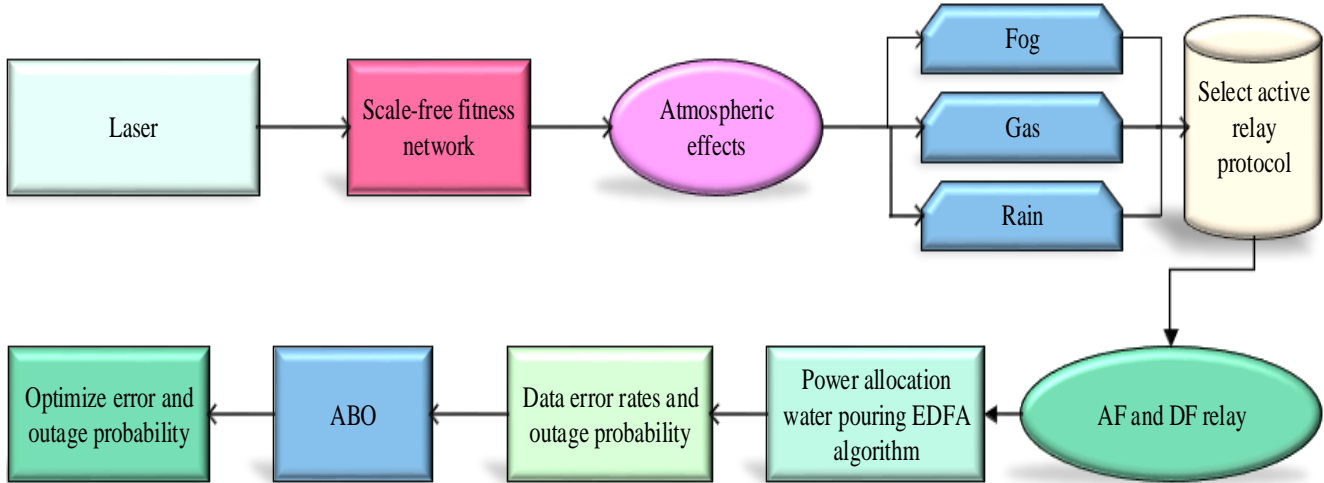 Laser
Scale-free fitness
network
Atmospheric
effects
Fog
Gas
Rain
Select active
relay
protocol
AF and DF relay
Power allocation
water pouring EDFA
algorithm
Data error rates and
outage probability
ABO
Optimize error and
outage probability